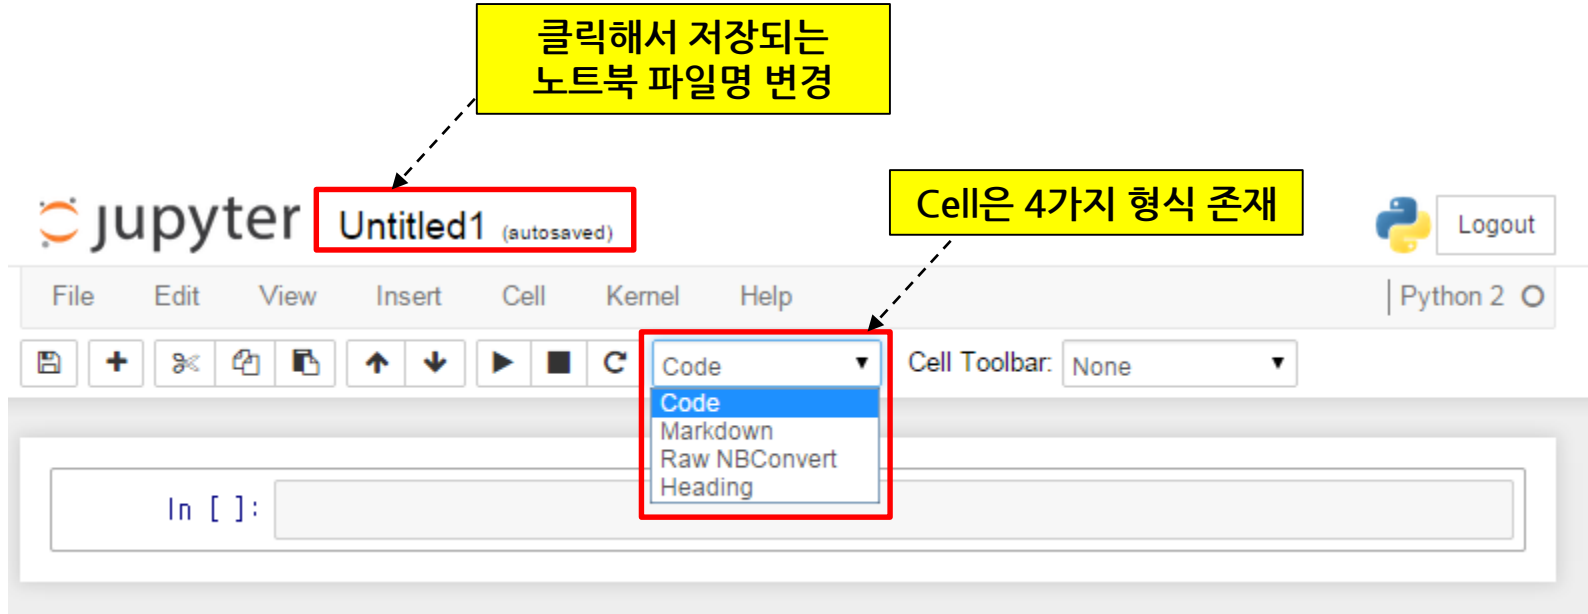 클릭해서 저장되는
노트북 파일명 변경
Cell은 4가지 형식 존재
jupyter Untitled1 (autosaved)
Logout
File Edit View Insert Cell Kernel Help
Python 2
Code
Cell Toolbar: None
Code
Markdown
Raw NBConvert
Heading
In [ ]: